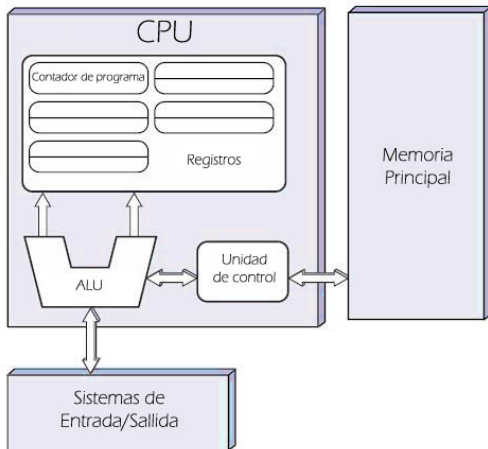 CPU
Contador de programa
Registros
ALU
Unidad
de control
Memoria
Principal
Sistemas de
Entrada/Sallida